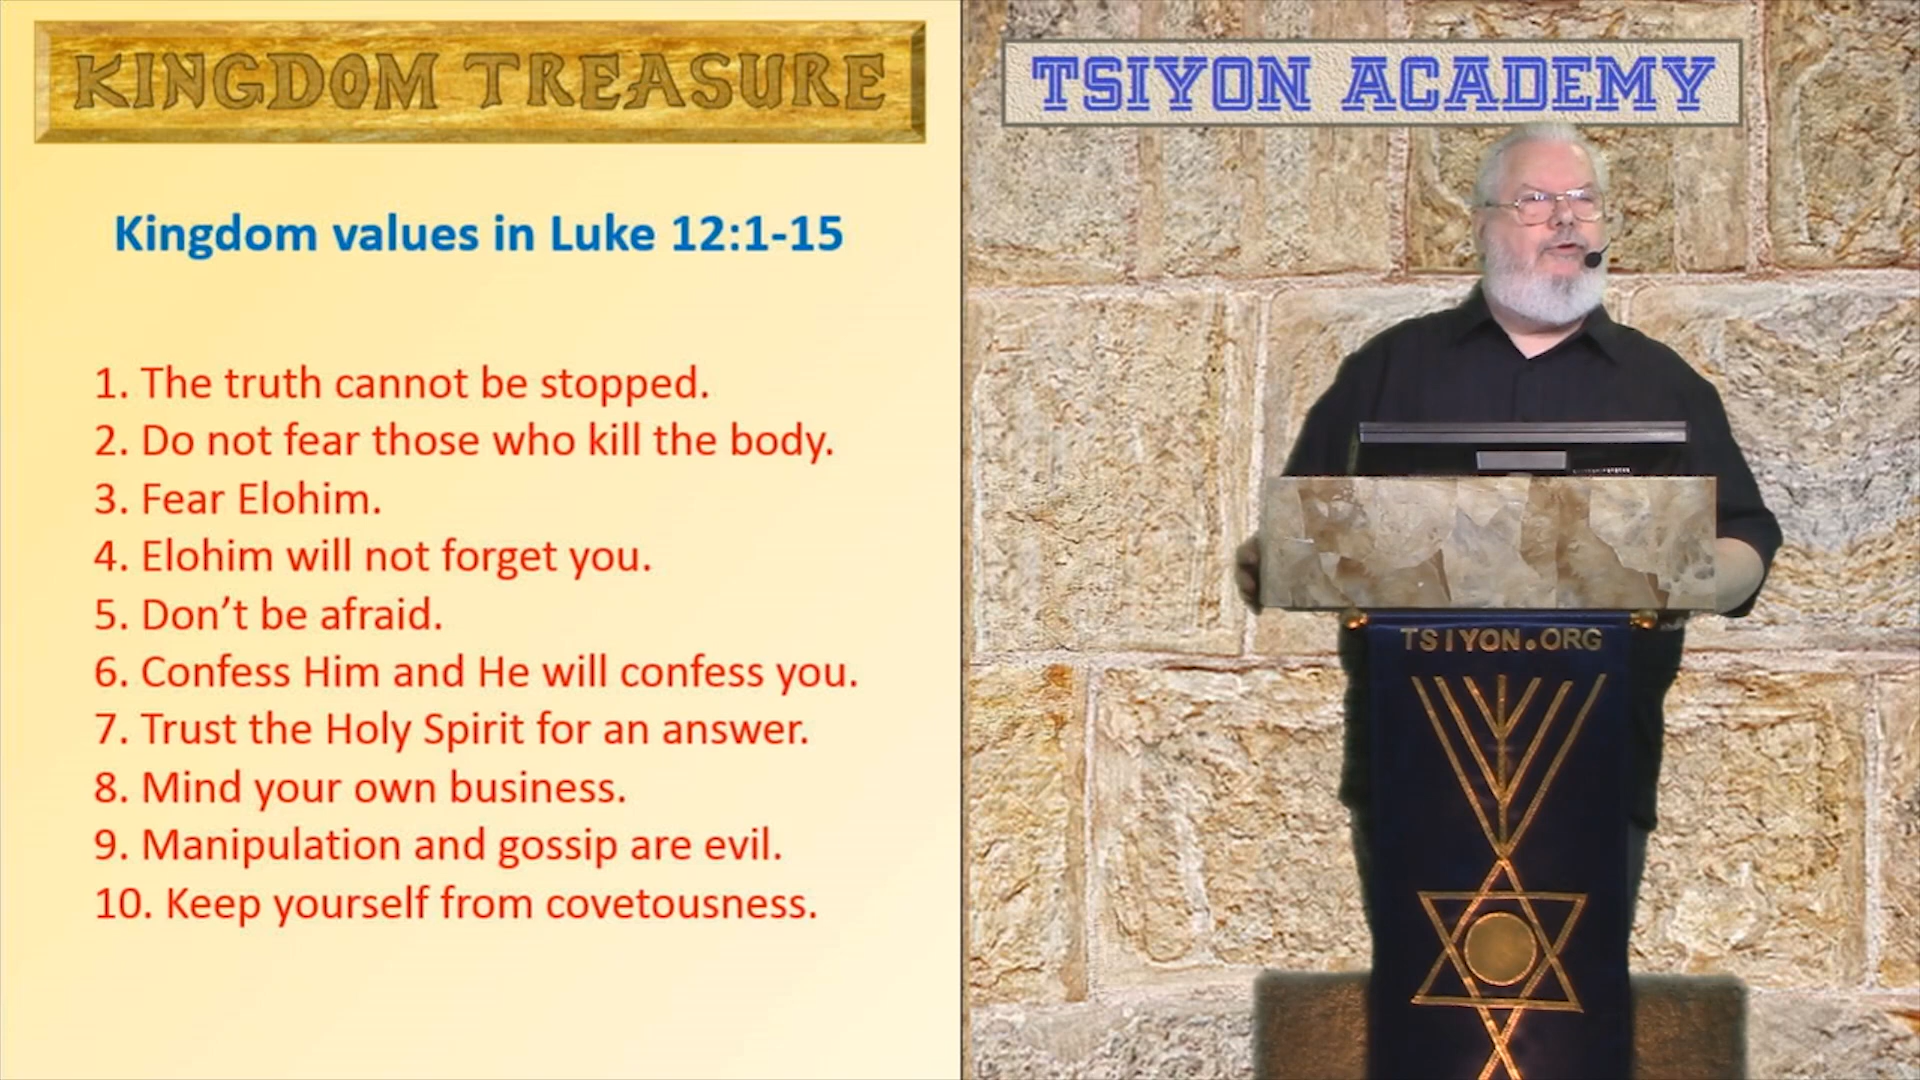 KINGDOM TREASURE
Kingdom values in Luke 12:1-15
1. The truth cannot be stopped.
2. Do not fear those who kill the body.
3. Fear Elohim.
4. Elohim will not forget you.
5. Don’t be afraid.
6. Confess Him and He will confess you.
7. Trust the Holy Spirit for an answer.
8. Mind your own business.
9. Manipulation and gossip are evil.
10. Keep yourself from covetousness.
TSIYON ACADEMY
TSIYON.ORG